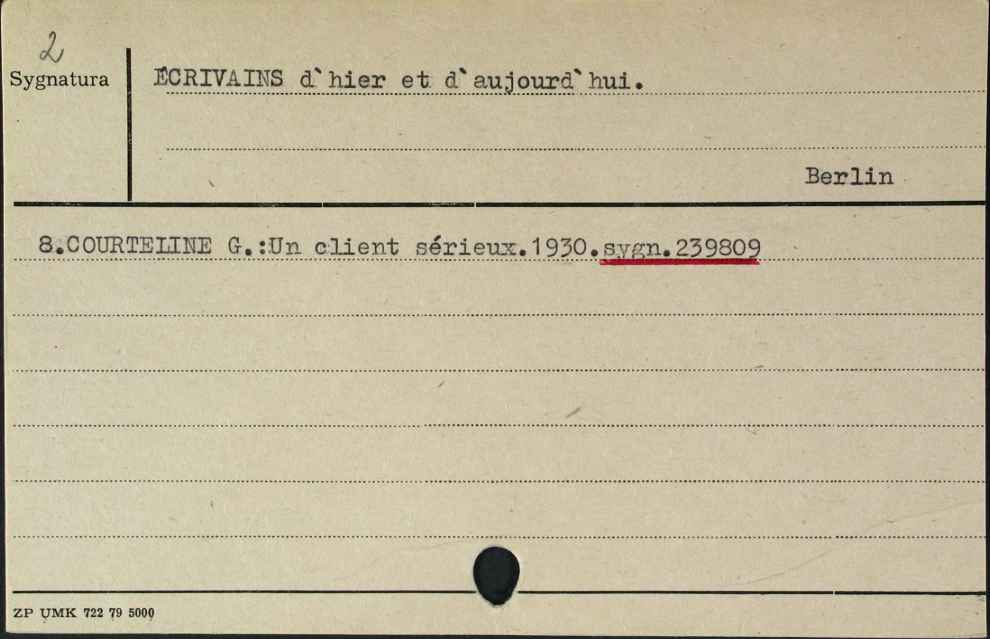 2
Sygnatura
ÉCRIVAINS d`hier et d`aujourd`hui.
Berlin
8.COURTELINE G.:Un client sérieux.1930.sygn.239809
ZP UMK 722 79 5000